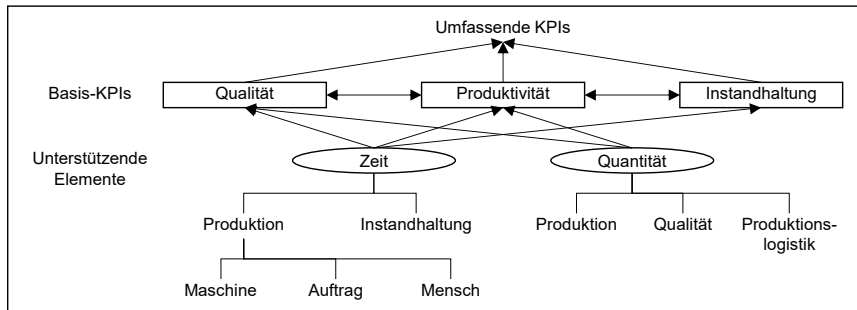 Umfassende KPIs
Basis-KPIs
Qualität
Produktivität
Instandhaltung
Unterstützende
Elemente
Zeit
Quantität
Produktion
Instandhaltung
Produktion
Qualität
Produktions-
logistik
Maschine
Auftrag
Mensch